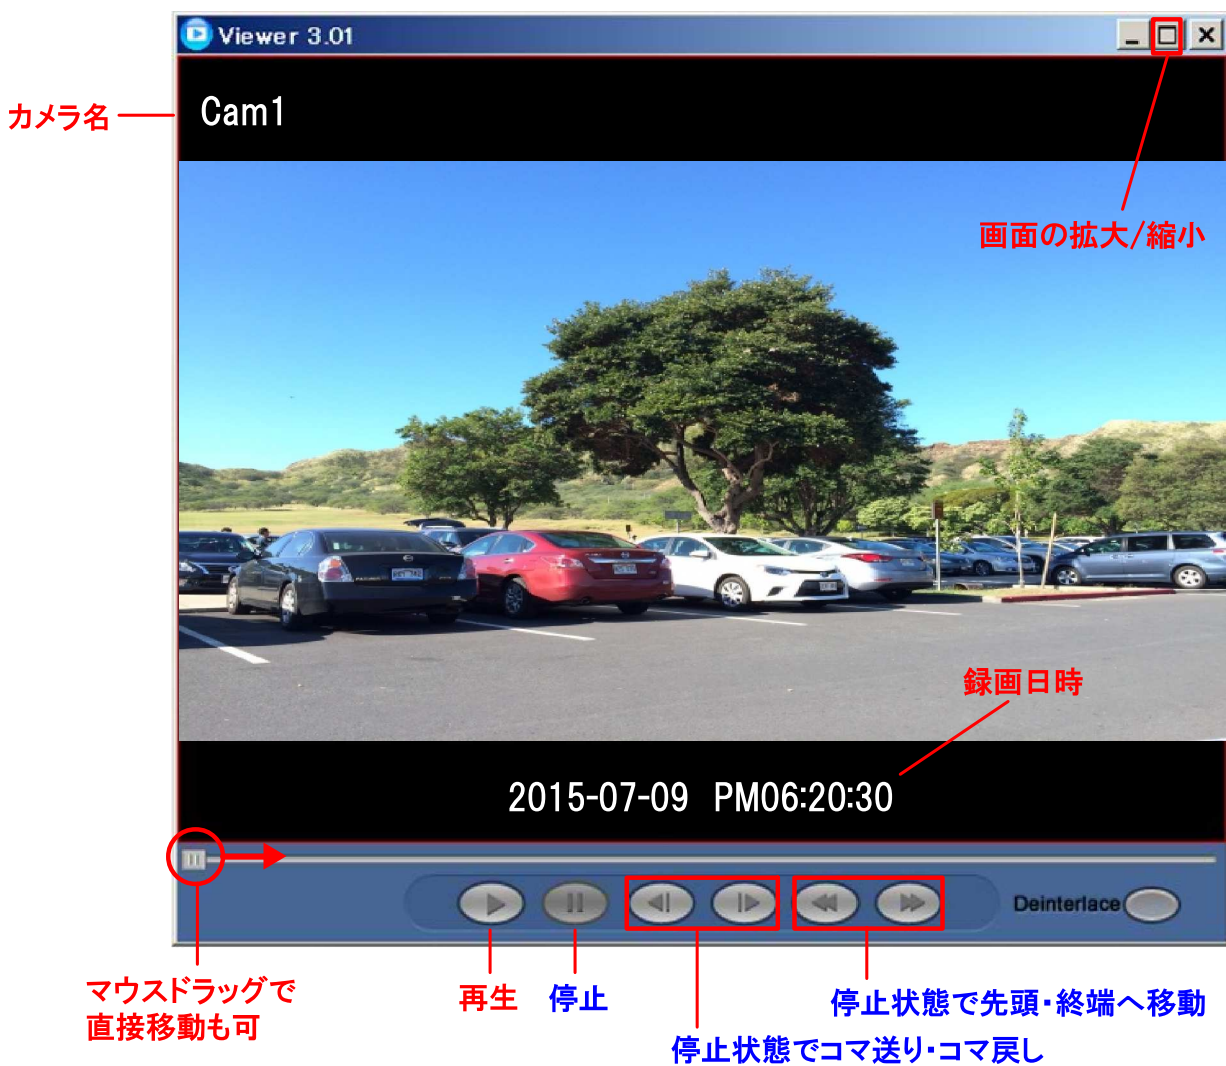 Viewer 3.01
カメラ名
Cam1
画面の拡大/縮小
録画日時
2015-07-09 PM06:20:30
Deinterlace
マウスドラッグで
直接移動も可
再生
停止
停止状態で先頭・終端へ移動
停止状態でコマ送り・コマ戻し